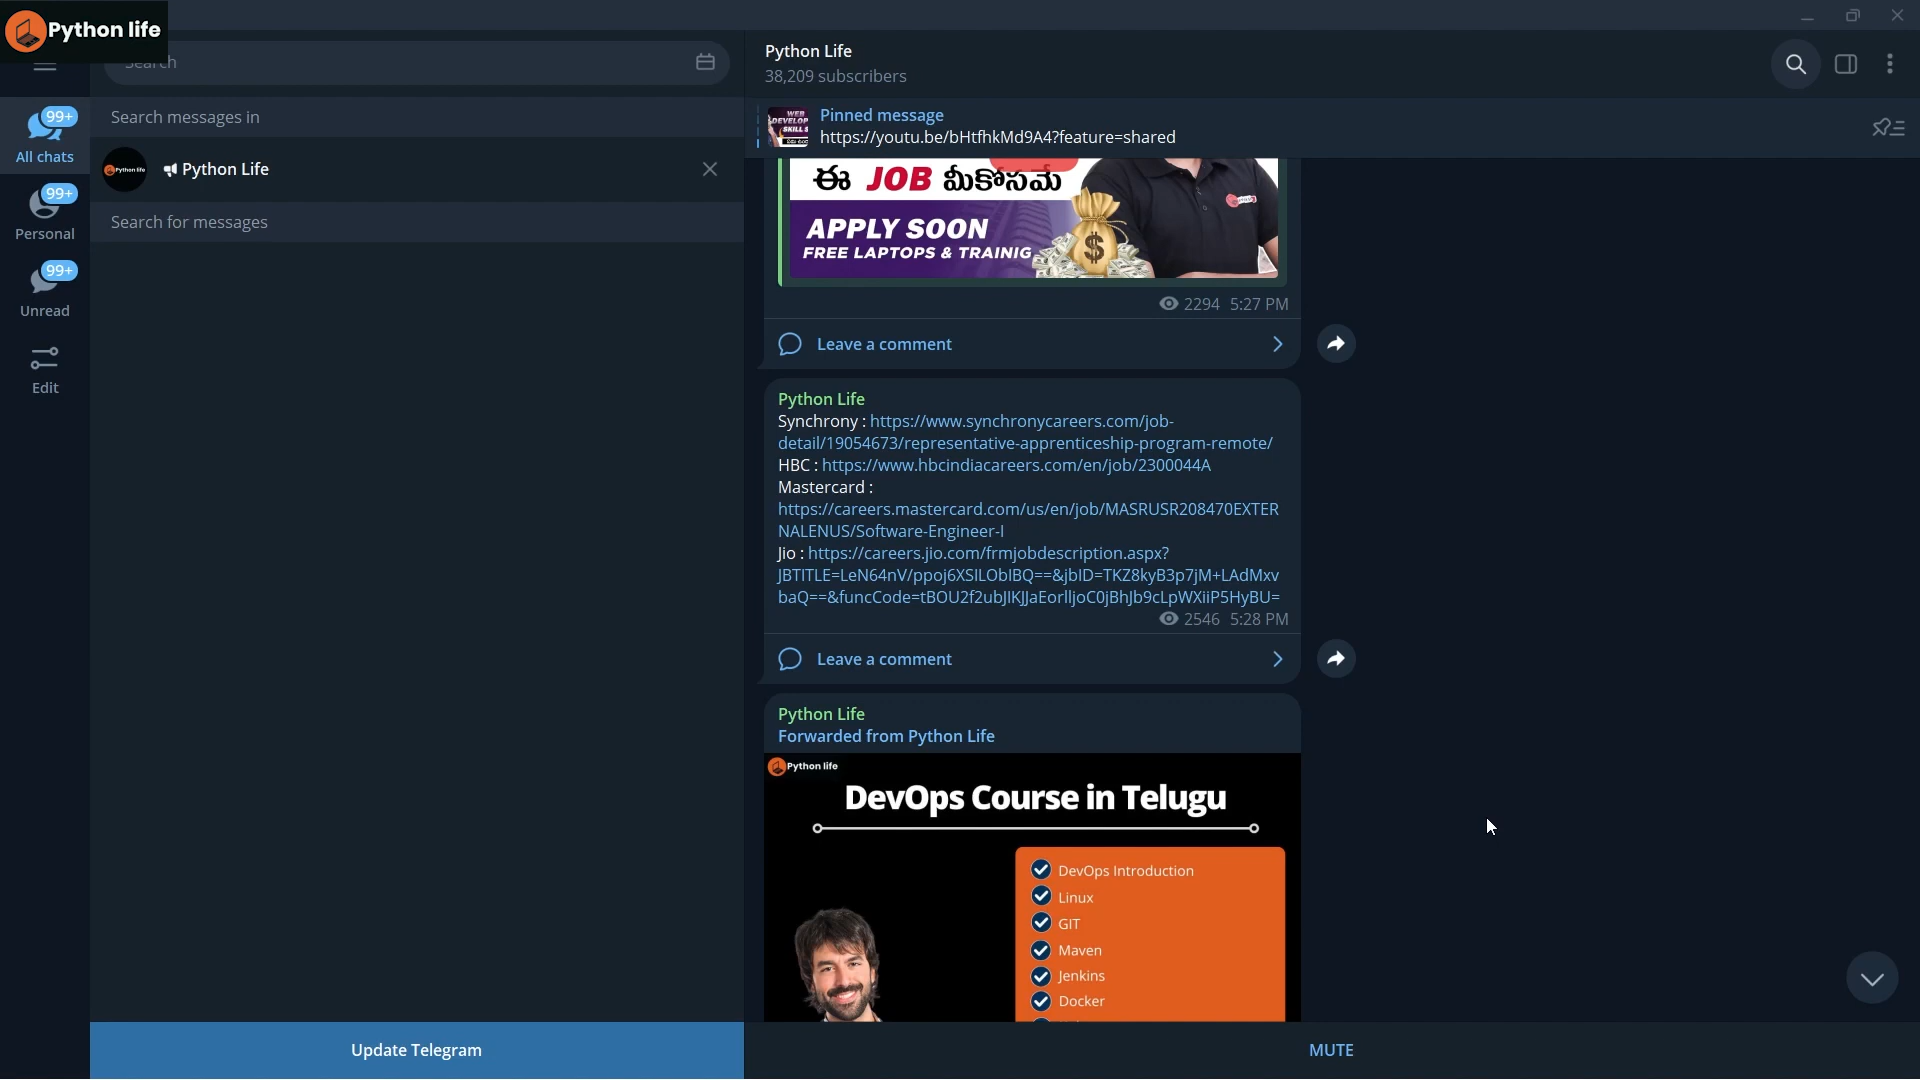 Python life
Search
Search messages in
Python Life
Search for messages
99+
All chats
99+
Personal
99+
Unread
Edit
Update Telegram
Python Life
38,209 subscribers
Pinned message
https://youtu.be/bHtfhkMd9A4?feature=shared
WEB
DEVELOP
SKILLS
ఈ JOB మీకోసమే
APPLY SOON
FREE LAPTOPS & TRAINIG
2294 5:27 PM
Leave a comment
Python Life
Synchrony : https://www.synchronycareers.com/job-
detail/19054673/representative-apprenticeship-program-remote/
HBC : https://www.hbcindiacareers.com/en/job/2300044A
Mastercard :
https://careers.mastercard.com/us/en/job/MASRUSR208470EXTER
NALENUS/Software-Engineer-I
Jio : https://careers.jio.com/frmjobdescription.aspx?
JBTITLE=LeN64nV/ppoj6XSILObIBQ==&jbID=TKZ8kyB3p7jM+LAdMxv
baQ==&funcCode=tBOU2f2ubJIKJJaEorlljoC0jBhJb9cLpWXiiP5HyBU=
2546 5:28 PM
Leave a comment
Python Life
Forwarded from Python Life
Python life
DevOps Course in Telugu
DevOps Introduction
Linux
GIT
Maven
Jenkins
Docker
MUTE